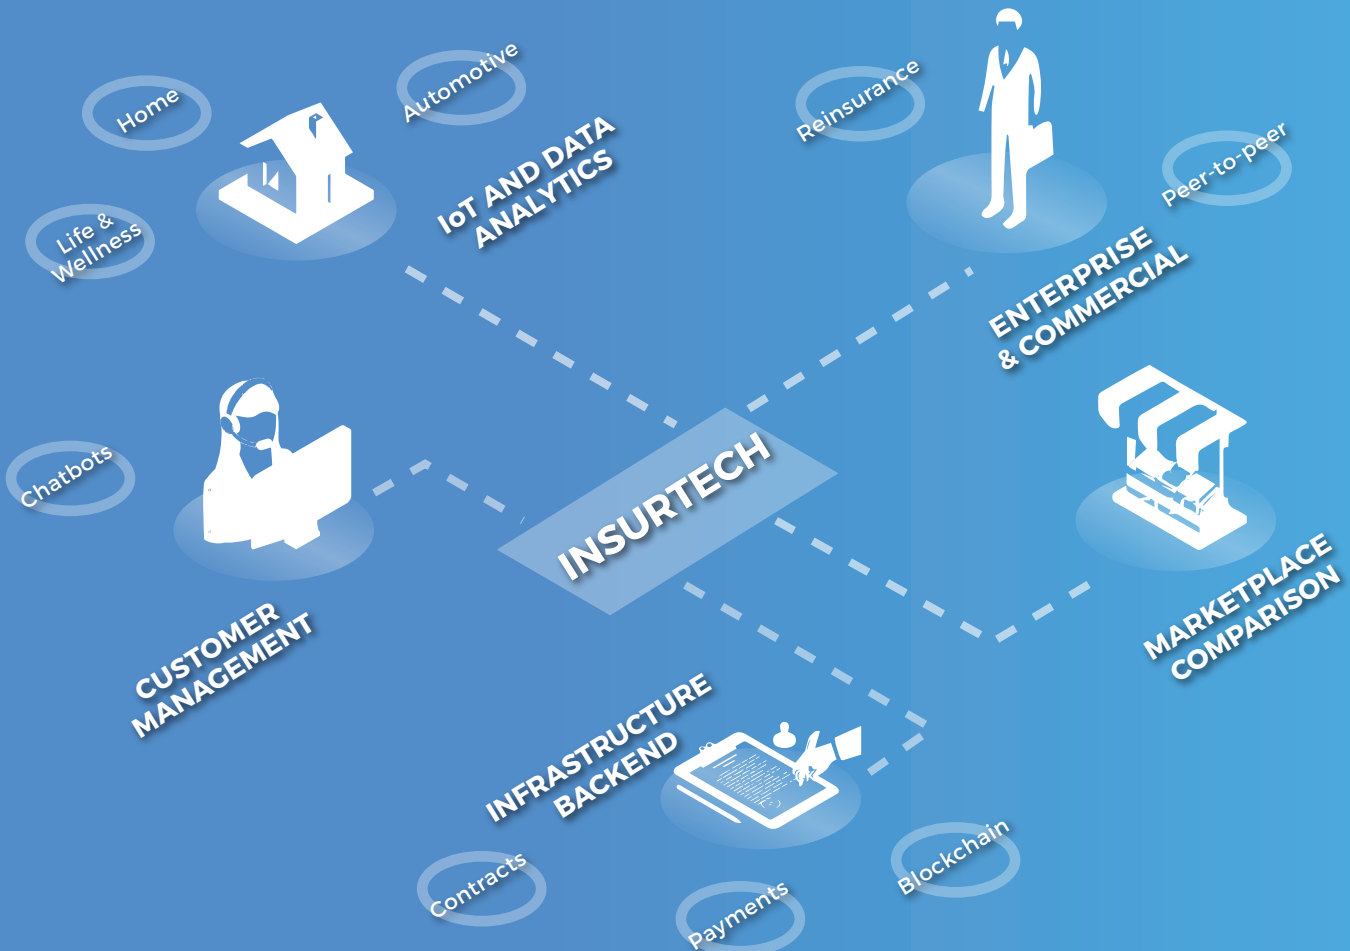 Home
Automotive
Life &
Wellness
IoT AND DATA
ANALYTICS
Reinsurance
Peer-to-peer
ENTERPRISE
& COMMERCIAL
Chatbots
CUSTOMER
MANAGEMENT
INSURTECH
MARKETPLACE
COMPARISON
INFRASTRUCTURE
BACKEND
Contracts
Payments
Blockchain